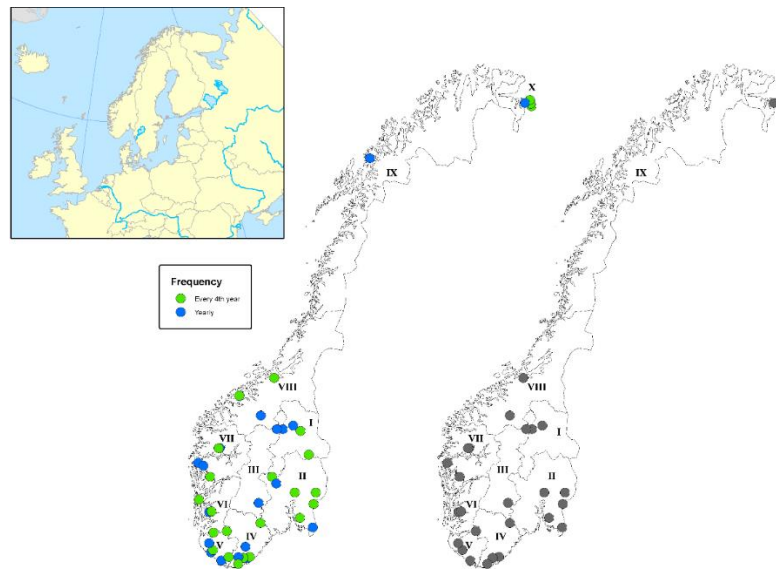 X
IX
IX
Frequency
Every 4th year
Yearly
VIII
VIII
I
I
VII
VII
III
III
II
II
VI
VI
IV
IV
V
V